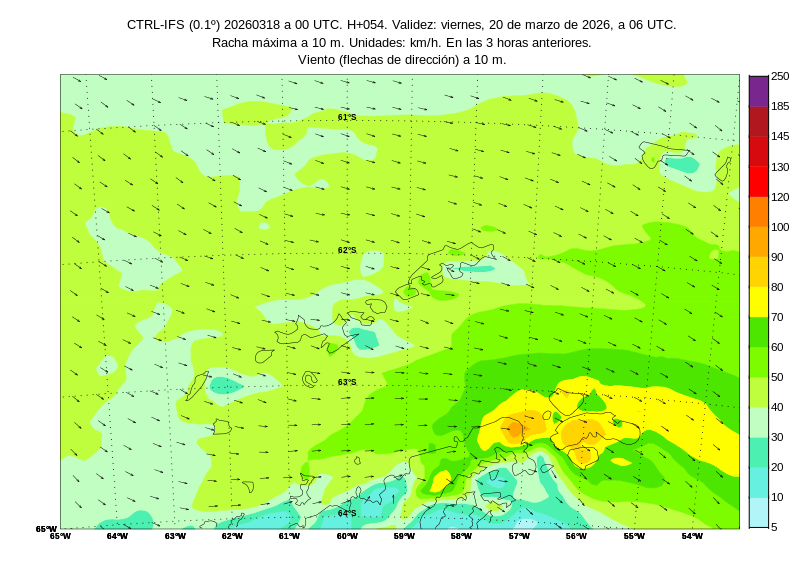 CTRL-IFS (0.1º) 20260318 a 00 UTC. H+054. Validez: viernes, 20 de marzo de 2026, a 06 UTC.
Racha máxima a 10 m. Unidades: km/h. En las 3 horas anteriores.
Viento (flechas de dirección) a 10 m.
250
185
145
130
120
100
90
80
70
60
50
40
30
20
10
5
61°S
62°S
63°S
64°S
65°W
65°W 64°W 63°W 62°W 61°W 60°W 59°W 58°W 57°W 56°W 55°W 54°W